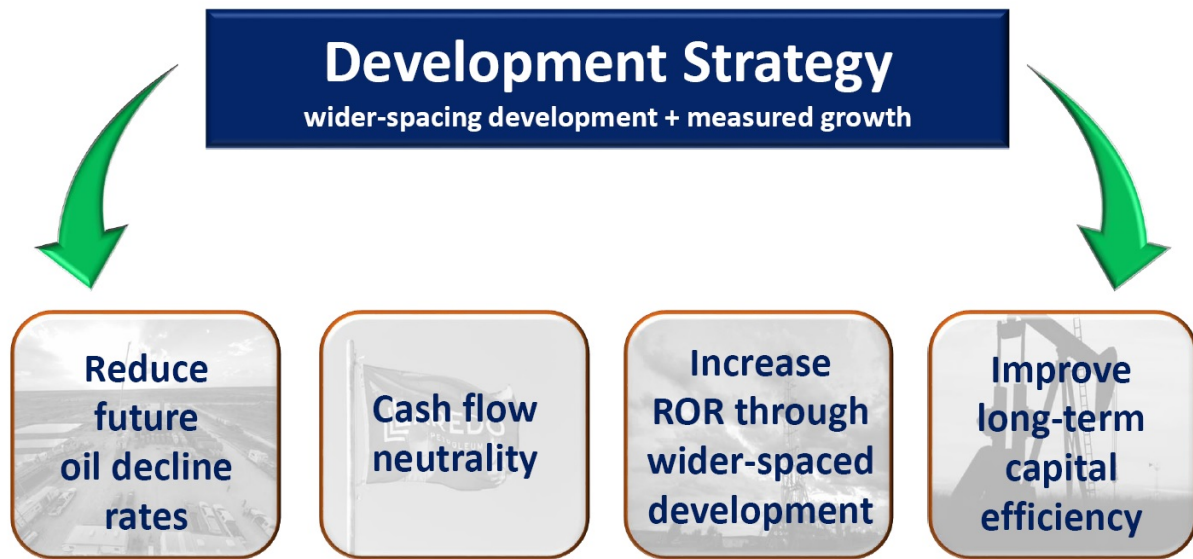 Development Strategy
wider-spacing development + measured growth
Reduce
future
oil decline
rates
Cash flow
neutrality
Increase
ROR through
wider-spaced
development
Improve
long-term
capital
efficiency